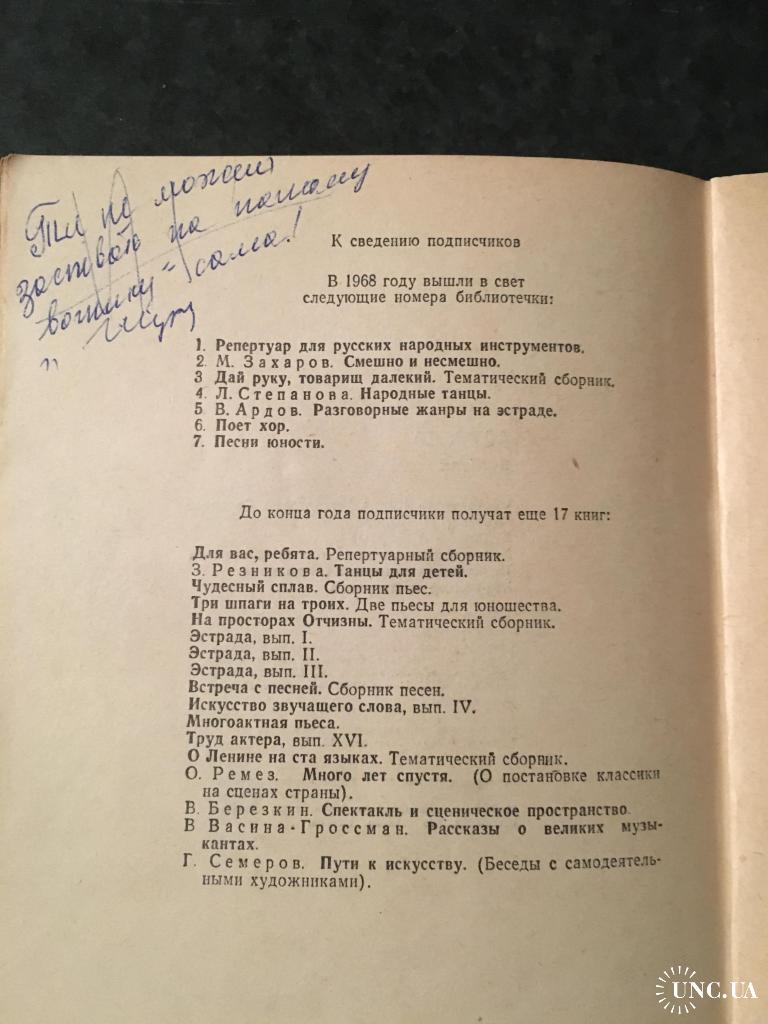 Ти не можеш
заспівать на нашому
вогнику" сама!
"
К сведению подписчиков
В 1968 году вышли в свет
следующие номера библиотечки:
1. Репертуар для русских народных инструментов.
2. М. Захаров. Смешно и несмешно.
3 Дай руку, товарищ далекий. Тематический сборник.
4. Л. Степанова. Народные танцы.
5 В. Ардов. Разговорные жанры на эстраде.
6. Поет хор.
7. Песни юности.
До конца года подписчики получат еще 17 книг:
Для вас, ребята. Репертуарный сборник.
З. Резникова. Танцы для детей.
Чудесный сплав. Сборник пьес.
Три шпаги на троих. Две пьесы для юношества.
На просторах Отчизны. Тематический сборник.
Эстрада, вып. I.
Эстрада, вып. II.
Эстрада, вып. III.
Встреча с песней. Сборник песен.
Искусство звучащего слова, вып. IV.
Многоактная пьеса.
Труд актера, вып. XVI.
О Ленине на ста языках. Тематический сборник.
О. Ремез. Много лет спустя. (О постановке классики
на сценах страны).
В. Березкин. Спектакль и сценическое пространство.
В Васина-Гроссман. Рассказы о великих музы-
кантах.
Г. Семеров. Пути к искусству. (Беседы с самодеятель-
ными художниками).
UNC.UA